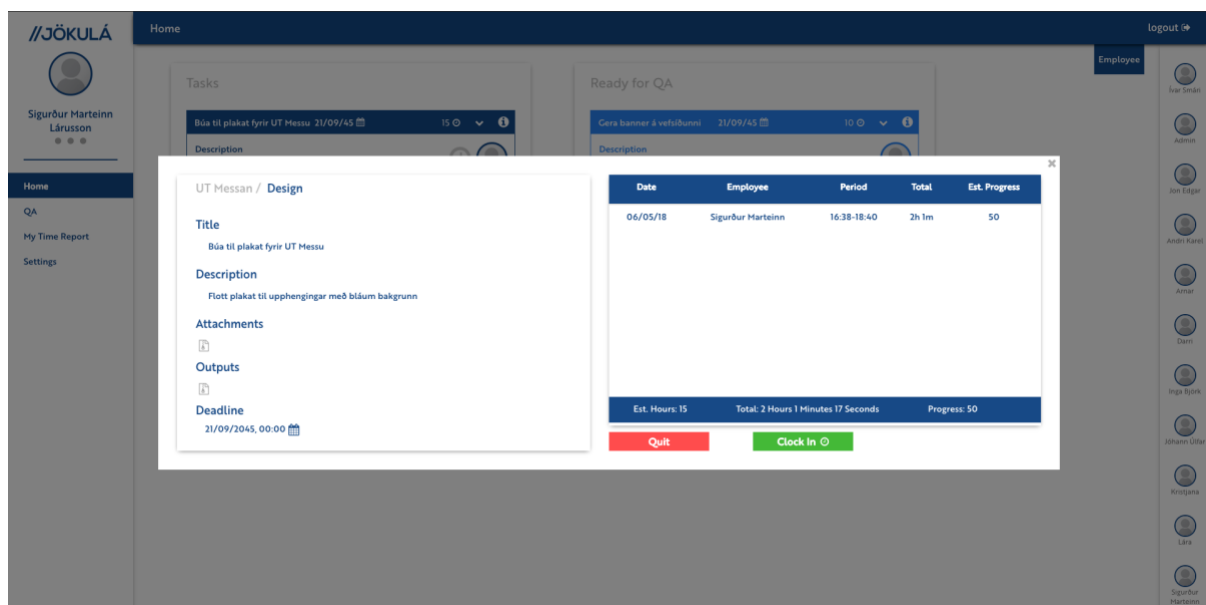 //JÖKULÁ
Home
logout
Sigurður Marteinn
Lárusson
Home
QA
My Time Report
Settings
Tasks
Búa til plakat fyrir UT Messu 21/09/45
15
Description
Ready for QA
Gera banner á vefsíðunni 21/09/45
10
Description
Employee
UT Messan / Design
Title
Búa til plakat fyrir UT Messu
Description
Flott plakat til upphengingar með bláum bakgrunn
Attachments
Outputs
Deadline
21/09/2045, 00:00
Date Employee Period Total Est. Progress
06/05/18 Sigurður Marteinn 16:38-18:40 2h 1m 50
Est. Hours: 15 Total: 2 Hours 1 Minutes 17 Seconds Progress: 50
Quit
Clock In
Ívar Smári
Admin
Jón Edgar
Andri Karel
Arnar
Darri
Inga Björk
Jóhann Úlfar
Kristjana
Lára
Sigurður
Marteinn